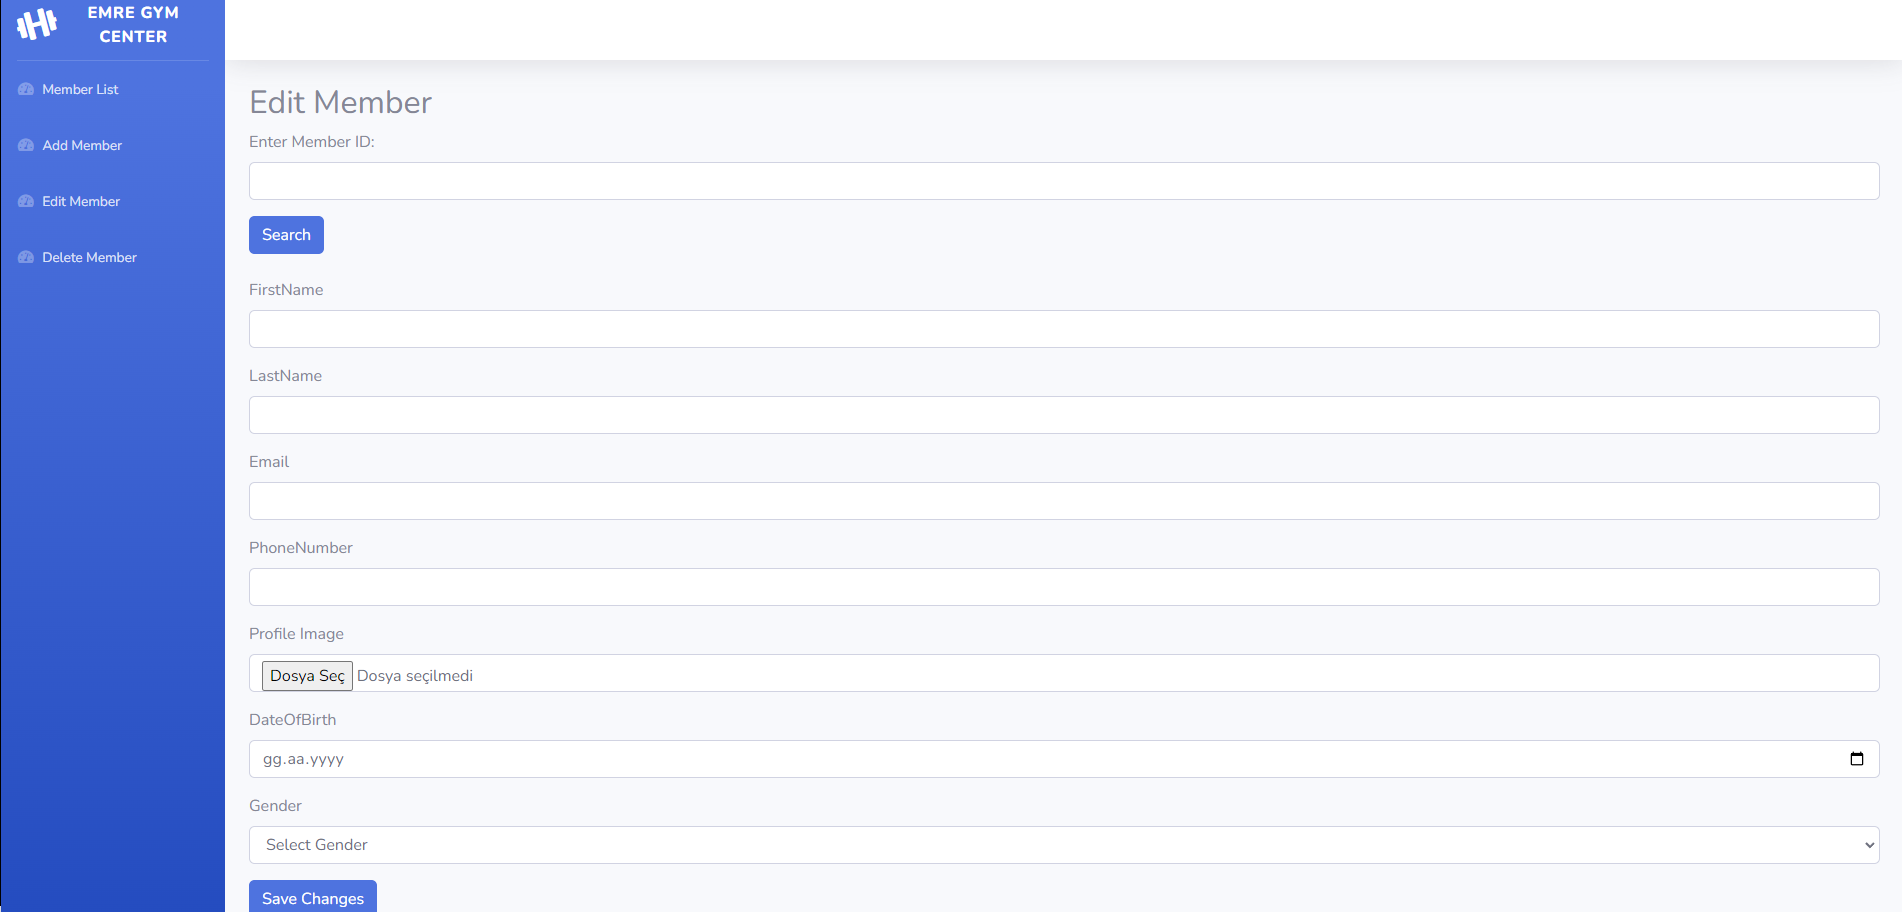 EMRE GYM
CENTER
Member List
Add Member
Edit Member
Delete Member
Edit Member
Enter Member ID:
Search
FirstName
LastName
Email
PhoneNumber
Profile Image
Dosya Seç Dosya seçilmedi
DateOfBirth
gg.aa.yyyy
Gender
Select Gender
Save Changes